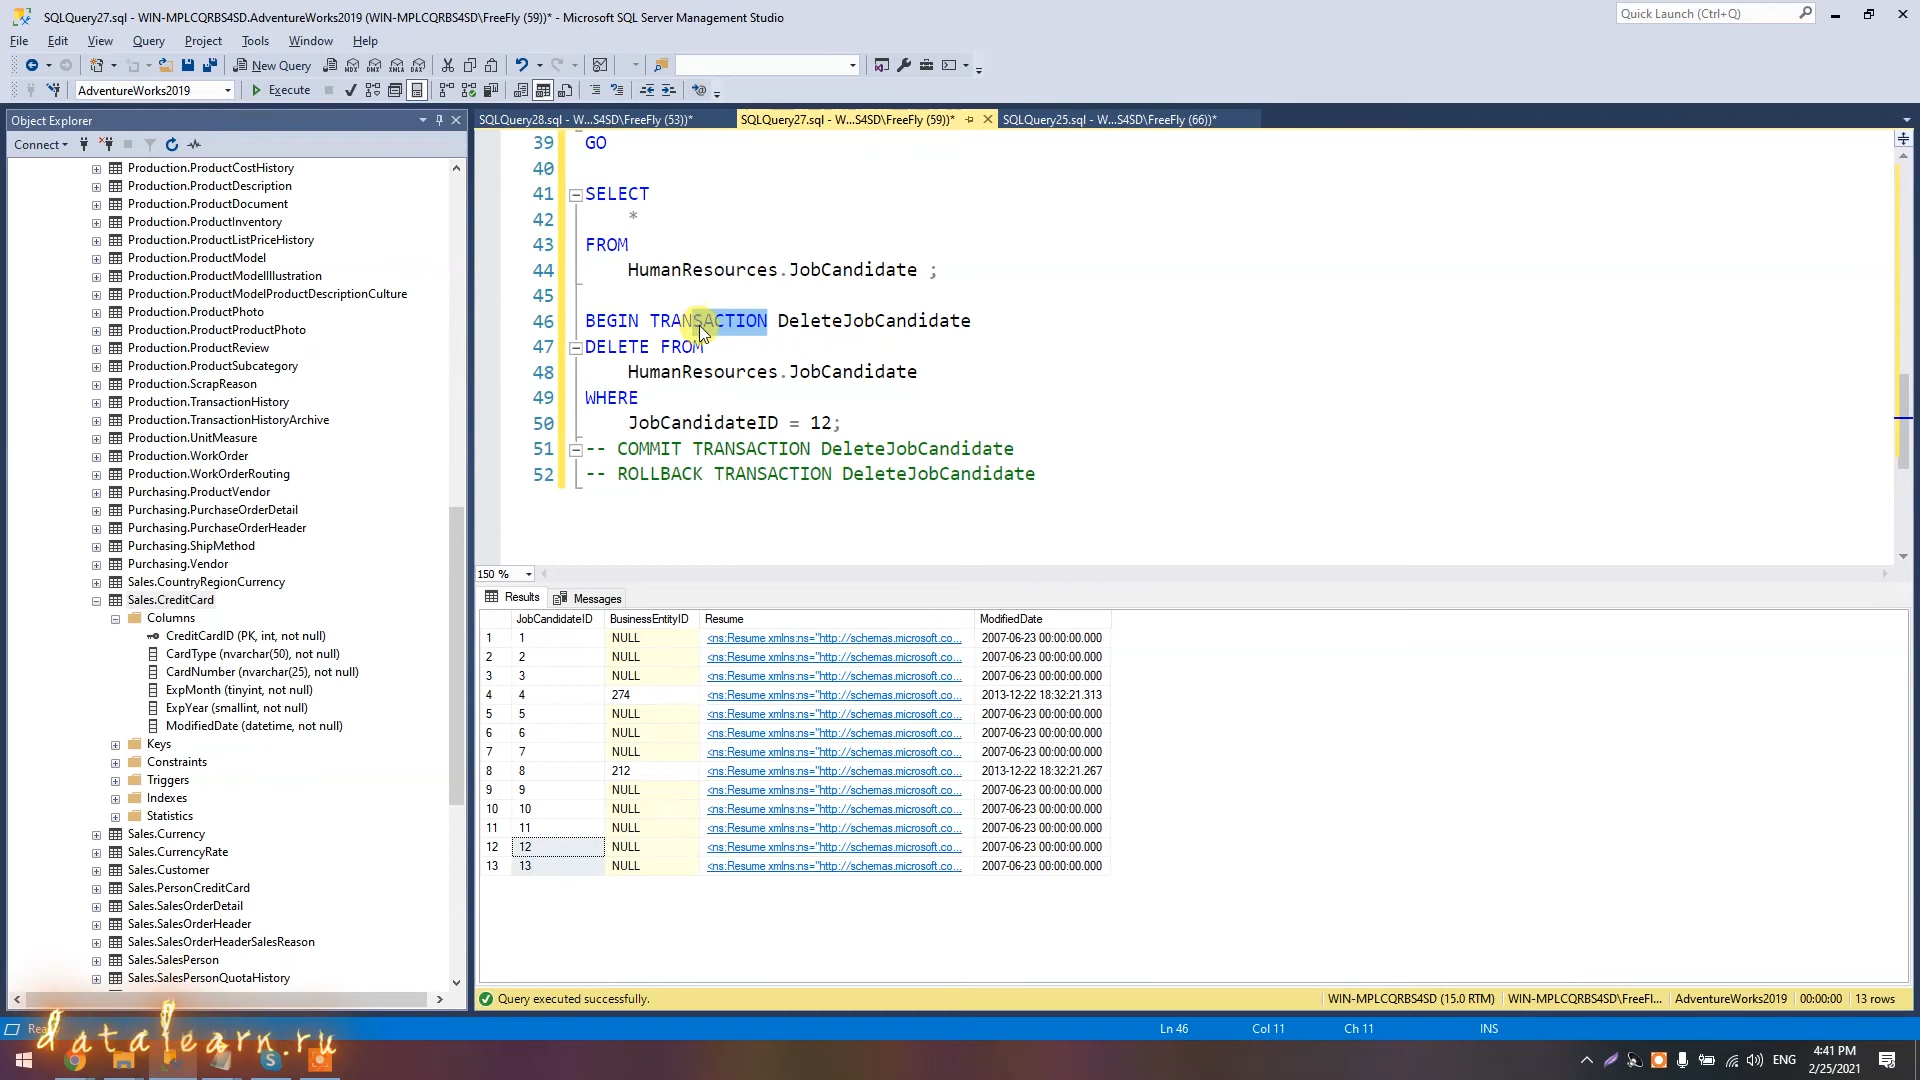 SQLQuery27.sql - WIN-MPLCQRBS4SD.AdventureWorks2019 (WIN-MPLCQRBS4SD\FreeFly (59))* - Microsoft SQL Server Management Studio
Quick Launch (Ctrl+Q)
File Edit View Query Project Tools Window Help
New Query
AdventureWorks2019 Execute
Object Explorer
Connect
SQLQuery28.sql - W...S4SD\FreeFly (53))* SQLQuery27.sql - W...S4SD\FreeFly (59))* SQLQuery25.sql - W...S4SD\FreeFly (66))*
Production.ProductCostHistory
Production.ProductDescription
Production.ProductDocument
Production.ProductInventory
Production.ProductListPriceHistory
Production.ProductModel
Production.ProductModelIllustration
Production.ProductModelProductDescriptionCulture
Production.ProductPhoto
Production.ProductProductPhoto
Production.ProductReview
Production.ProductSubcategory
Production.ScrapReason
Production.TransactionHistory
Production.TransactionHistoryArchive
Production.UnitMeasure
Production.WorkOrder
Production.WorkOrderRouting
Purchasing.ProductVendor
Purchasing.PurchaseOrderDetail
Purchasing.PurchaseOrderHeader
Purchasing.ShipMethod
Purchasing.Vendor
Sales.CountryRegionCurrency
Sales.CreditCard
Columns
CreditCardID (PK, int, not null)
CardType (nvarchar(50), not null)
CardNumber (nvarchar(25), not null)
ExpMonth (tinyint, not null)
ExpYear (smallint, not null)
ModifiedDate (datetime, not null)
Keys
Constraints
Triggers
Indexes
Statistics
Sales.Currency
Sales.CurrencyRate
Sales.Customer
Sales.PersonCreditCard
Sales.SalesOrderDetail
Sales.SalesOrderHeader
Sales.SalesOrderHeaderSalesReason
Sales.SalesPerson
Sales.SalesPersonQuotaHistory
39 GO
40
41 SELECT
42 *
43 FROM
44 HumanResources.JobCandidate ;
45
46 BEGIN TRANSACTION DeleteJobCandidate
47 DELETE FROM
48 HumanResources.JobCandidate
49 WHERE
50 JobCandidateID = 12;
51 -- COMMIT TRANSACTION DeleteJobCandidate
52 -- ROLLBACK TRANSACTION DeleteJobCandidate
150 %
Results Messages
JobCandidateID BusinessEntityID Resume ModifiedDate
1 1 NULL <ns:Resume xmlns:ns="http://schemas.microsoft.co... 2007-06-23 00:00:00.000
2 2 NULL <ns:Resume xmlns:ns="http://schemas.microsoft.co... 2007-06-23 00:00:00.000
3 3 NULL <ns:Resume xmlns:ns="http://schemas.microsoft.co... 2007-06-23 00:00:00.000
4 4 274 <ns:Resume xmlns:ns="http://schemas.microsoft.co... 2013-12-22 18:32:21.313
5 5 NULL <ns:Resume xmlns:ns="http://schemas.microsoft.co... 2007-06-23 00:00:00.000
6 6 NULL <ns:Resume xmlns:ns="http://schemas.microsoft.co... 2007-06-23 00:00:00.000
7 7 NULL <ns:Resume xmlns:ns="http://schemas.microsoft.co... 2007-06-23 00:00:00.000
8 8 212 <ns:Resume xmlns:ns="http://schemas.microsoft.co... 2013-12-22 18:32:21.267
9 9 NULL <ns:Resume xmlns:ns="http://schemas.microsoft.co... 2007-06-23 00:00:00.000
10 10 NULL <ns:Resume xmlns:ns="http://schemas.microsoft.co... 2007-06-23 00:00:00.000
11 11 NULL <ns:Resume xmlns:ns="http://schemas.microsoft.co... 2007-06-23 00:00:00.000
12 12 NULL <ns:Resume xmlns:ns="http://schemas.microsoft.co... 2007-06-23 00:00:00.000
13 13 NULL <ns:Resume xmlns:ns="http://schemas.microsoft.co... 2007-06-23 00:00:00.000
Query executed successfully. WIN-MPLCQRBS4SD (15.0 RTM) WIN-MPLCQRBS4SD\FreeFl... AdventureWorks2019 00:00:00 13 rows
Ln 46 Col 11 Ch 11 INS
datalearn.ru
ENG
4:41 PM
2/25/2021